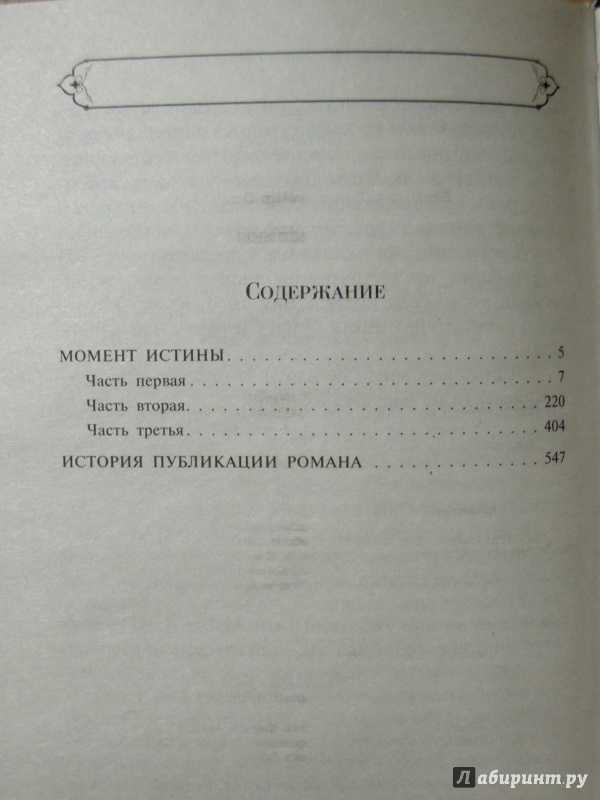 Содержание
МОМЕНТ ИСТИНЫ. . . . . . . . . . . . . . . . . . . . . . . 5
Часть первая . . . . . . . . . . . . . . . . . . . . . . . . . 7
Часть вторая. . . . . . . . . . . . . . . . . . . . . . . . 220
Часть третья. . . . . . . . . . . . . . . . . . . . . . . . 404
ИСТОРИЯ ПУБЛИКАЦИИ РОМАНА . . . . . . . . . . . . 547
Лабиринт.ру